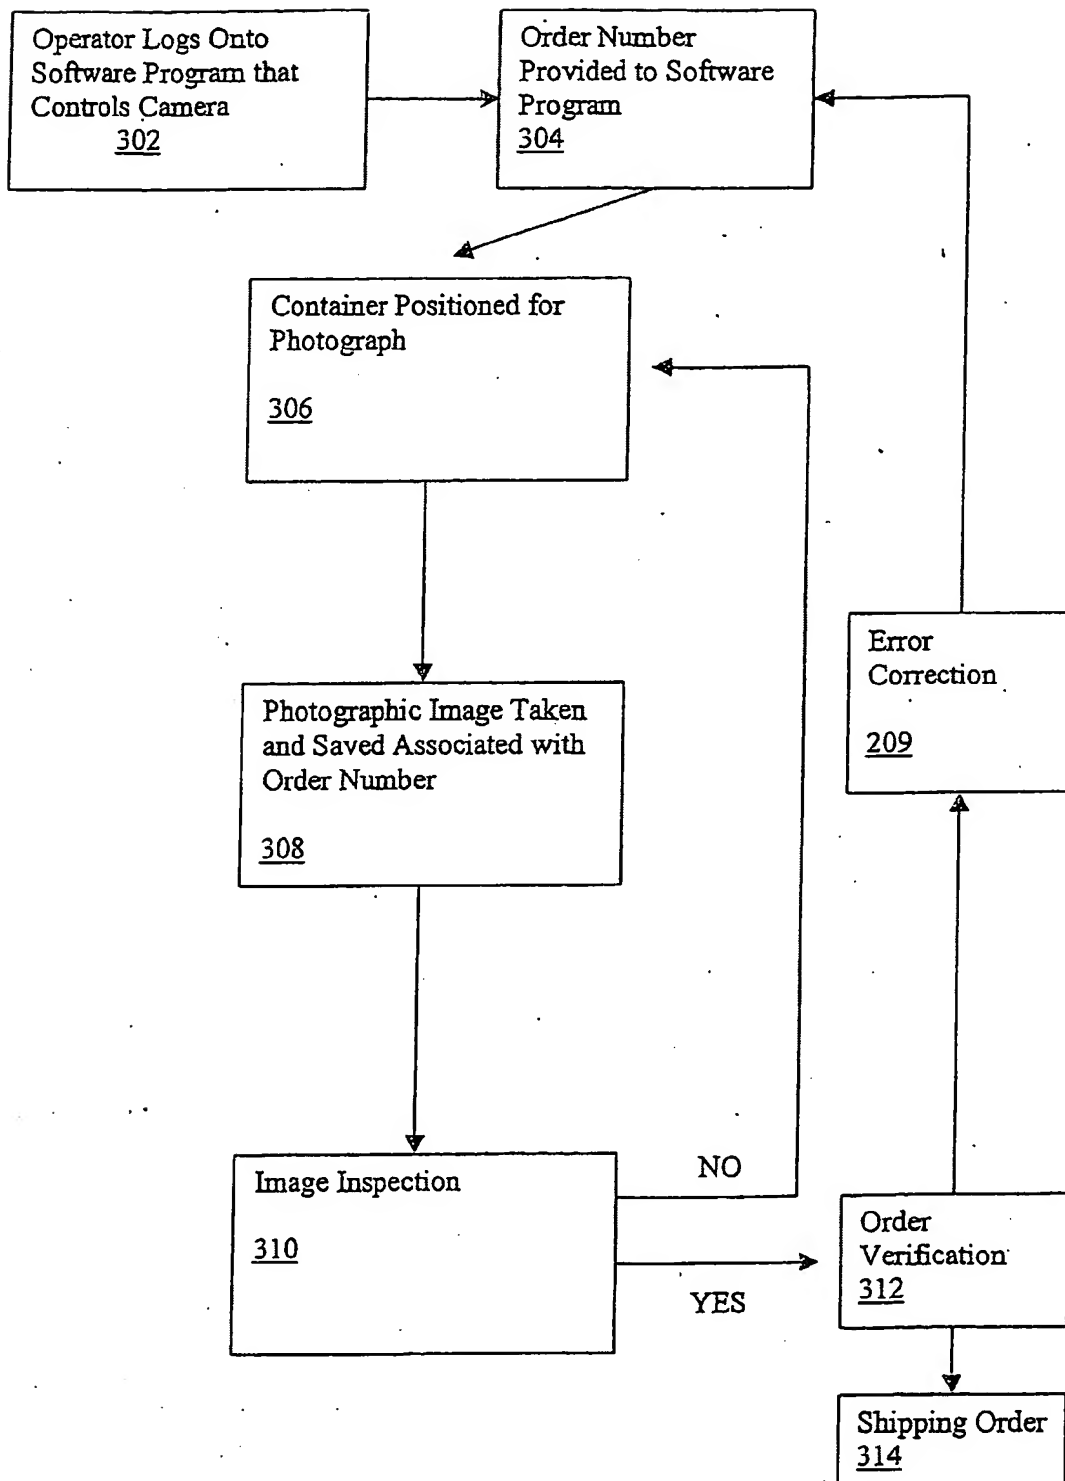 Operator Logs Onto
Software Program that
Controls Camera
302
Order Number
Provided to Software
Program
304
Container Positioned for
Photograph
306
Photographic Image Taken
and Saved Associated with
Order Number
308
Error
Correction
209
Image Inspection
310
NO
YES
Order
Verification
312
Shipping Order
314